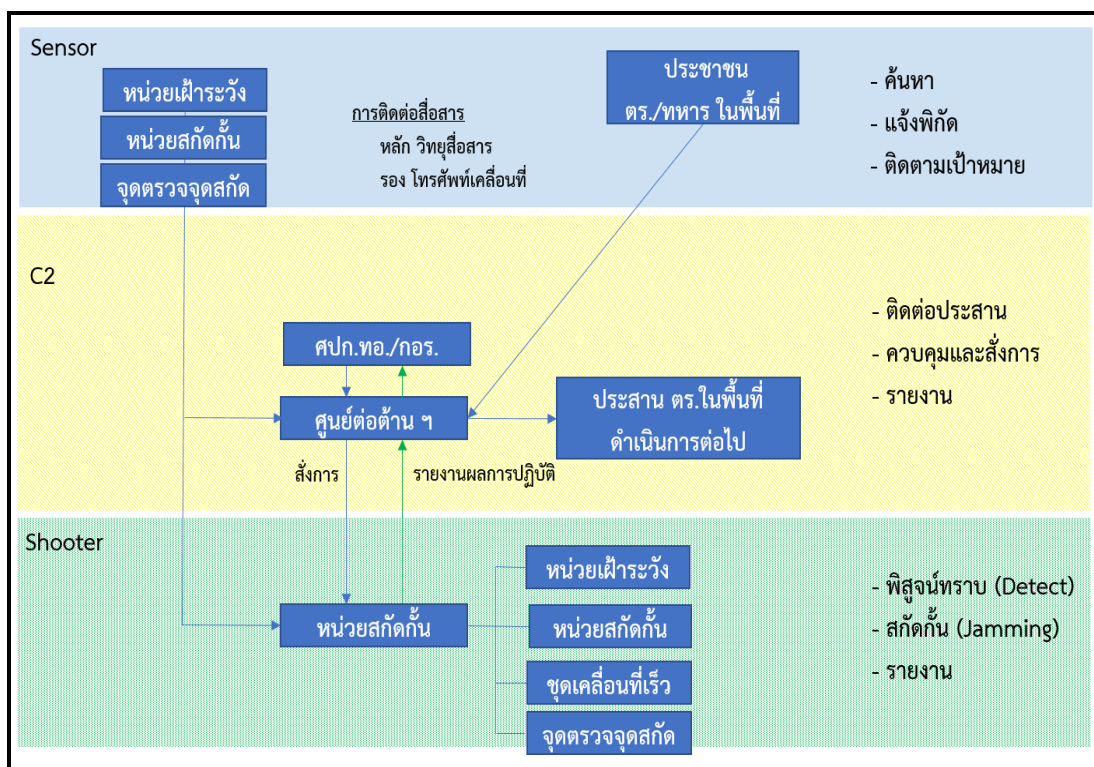 Sensor
หน่วยเฝ้าระวัง
หน่วยสกัดกั้น
จุดตรวจจุดสกัด
การติดต่อสื่อสาร
หลัก วิทยุสื่อสาร
รอง โทรศัพท์เคลื่อนที่
ประชาชน
ตร./ทหาร ในพื้นที่
- ค้นหา
- แจ้งพิกัด
- ติดตามเป้าหมาย
C2
ศปก.ทอ./กอร.
ศูนย์ต่อต้าน ฯ
ประสาน ตร.ในพื้นที่
ดำเนินการต่อไป
สั่งการ
รายงานผลการปฏิบัติ
- ติดต่อประสาน
- ควบคุมและสั่งการ
- รายงาน
Shooter
หน่วยสกัดกั้น
หน่วยเฝ้าระวัง
หน่วยสกัดกั้น
ชุดเคลื่อนที่เร็ว
จุดตรวจจุดสกัด
- พิสูจน์ทราบ (Detect)
- สกัดกั้น (Jamming)
- รายงาน